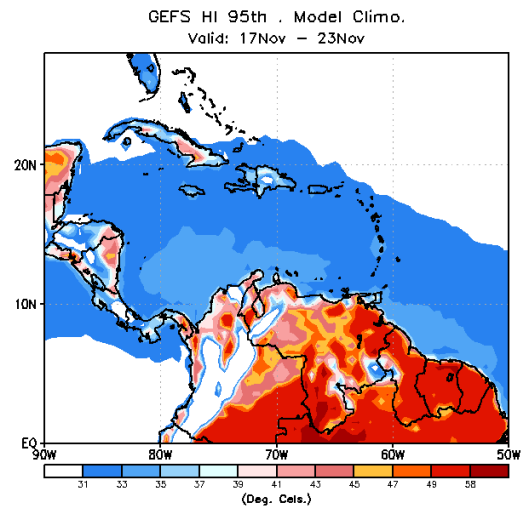 GEFS HI 95th . Model Climo.
Valid: 17Nov – 23Nov
20N
10N
EQ
90W 80W 70W 60W 50W
31 33 35 37 39 41 43 45 47 49 58
(Deg. Cels.)